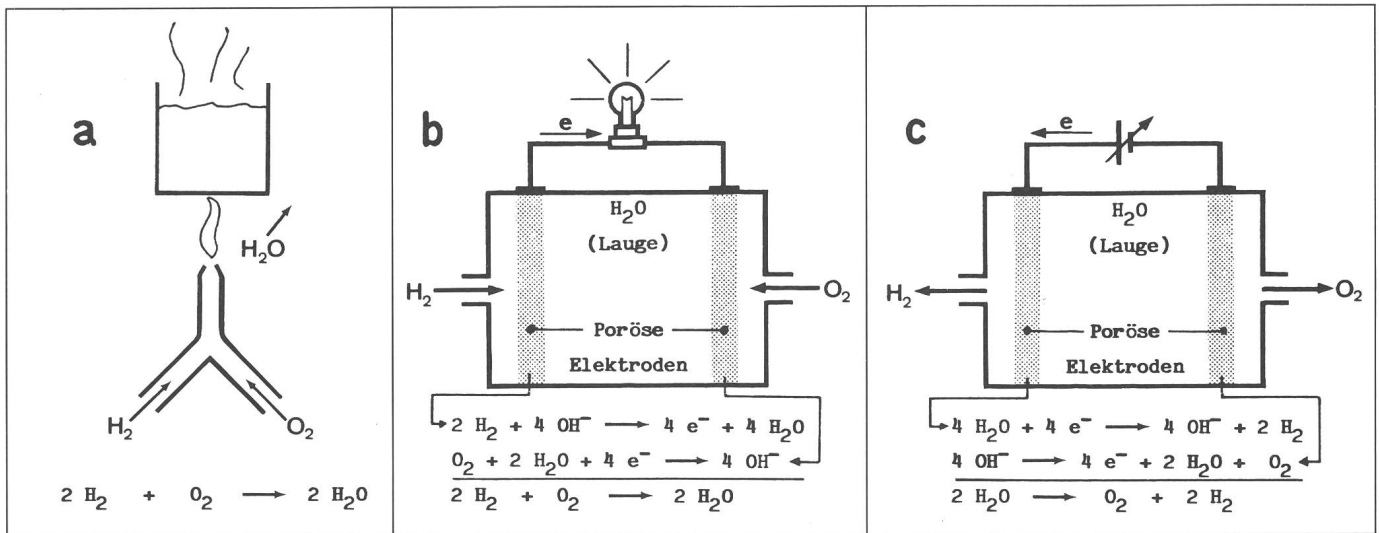 a
H₂O
H₂
O₂
2 H₂ + O₂ → 2 H₂O
b
e
H₂O
(Lauge)
H₂
O₂
Poröse
Elektroden
2 H₂ + 4 OH⁻ → 4 e⁻ + 4 H₂O
O₂ + 2 H₂O + 4 e⁻ → 4 OH⁻
2 H₂ + O₂ → 2 H₂O
c
e
H₂O
(Lauge)
H₂
O₂
Poröse
Elektroden
4 H₂O + 4 e⁻ → 4 OH⁻ + 2 H₂
4 OH⁻ → 4 e⁻ + 2 H₂O + O₂
2 H₂O → O₂ + 2 H₂